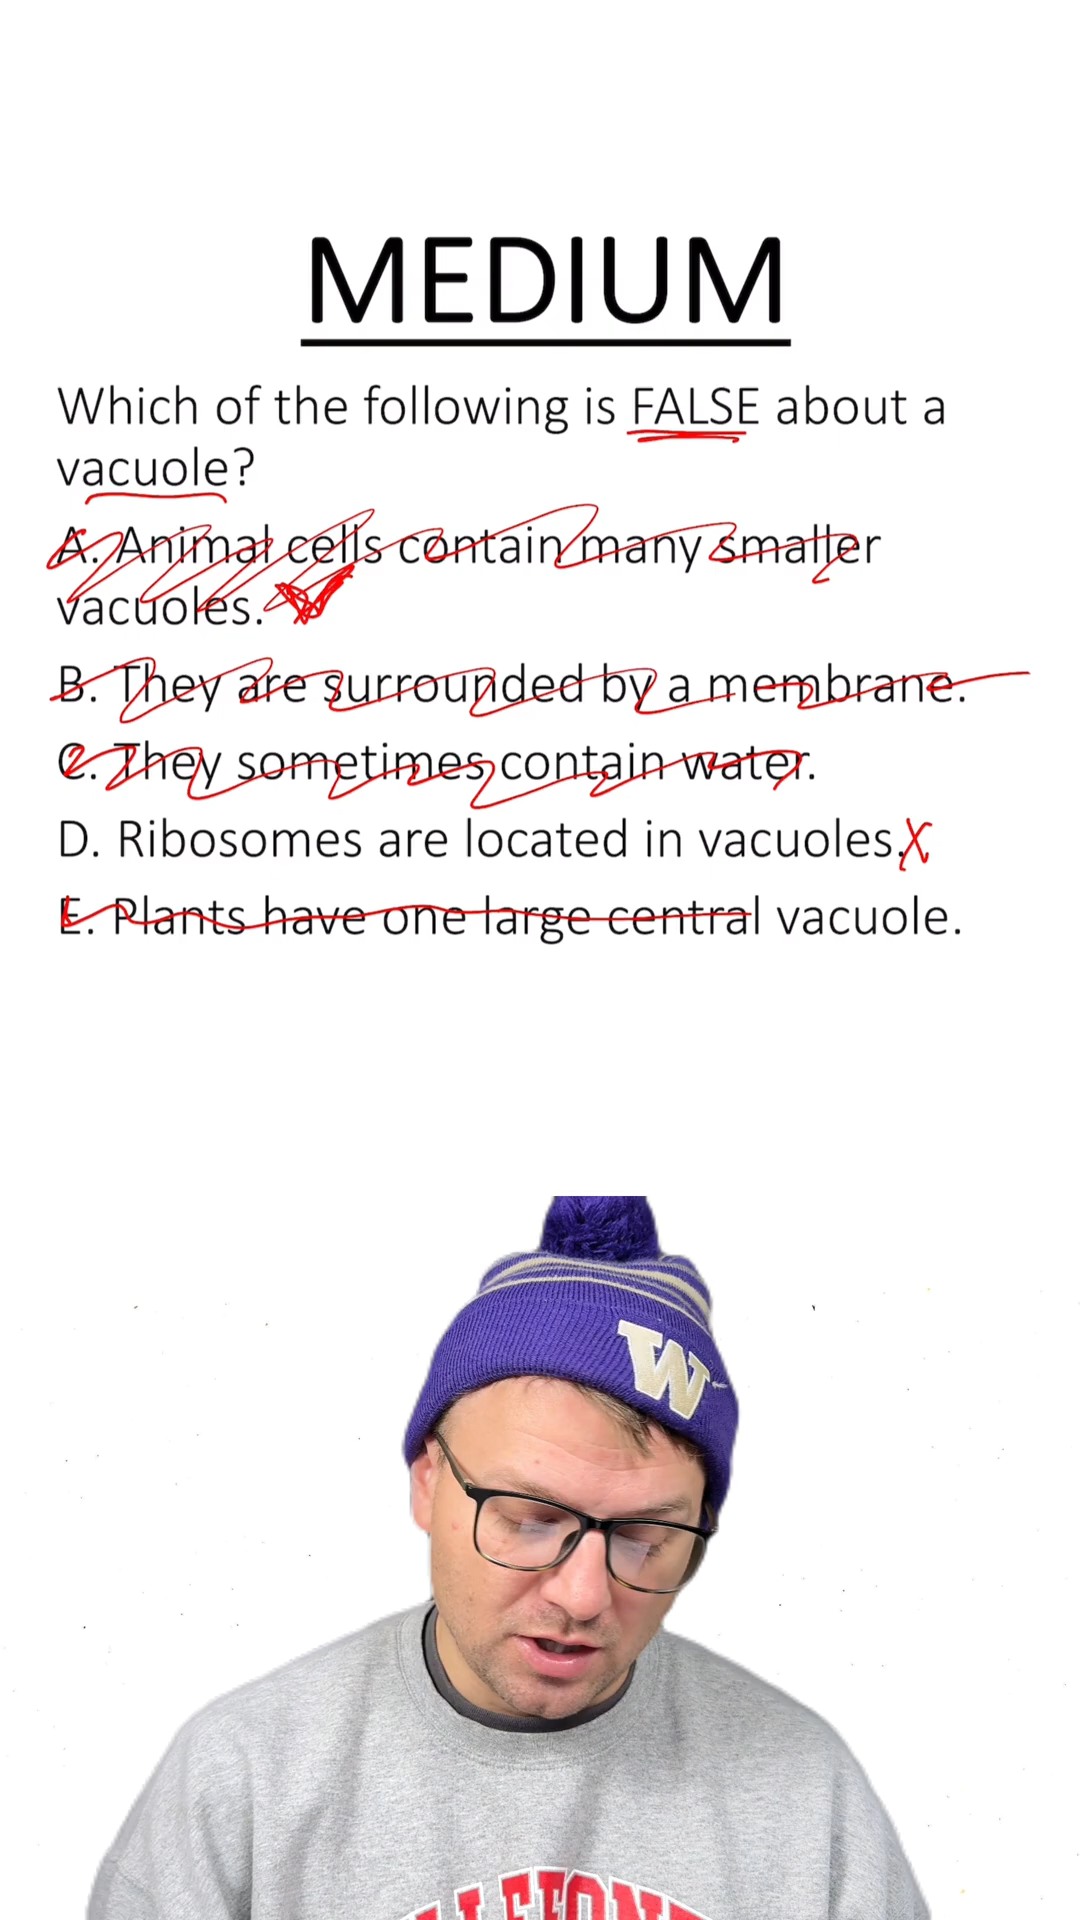 MEDIUM
Which of the following is FALSE about a
vacuole?
A. Animal cells contain many smaller
vacuoles.
B. They are surrounded by a membrane.
C. They sometimes contain water.
D. Ribosomes are located in vacuoles.X
E. Plants have one large central vacuole.
W